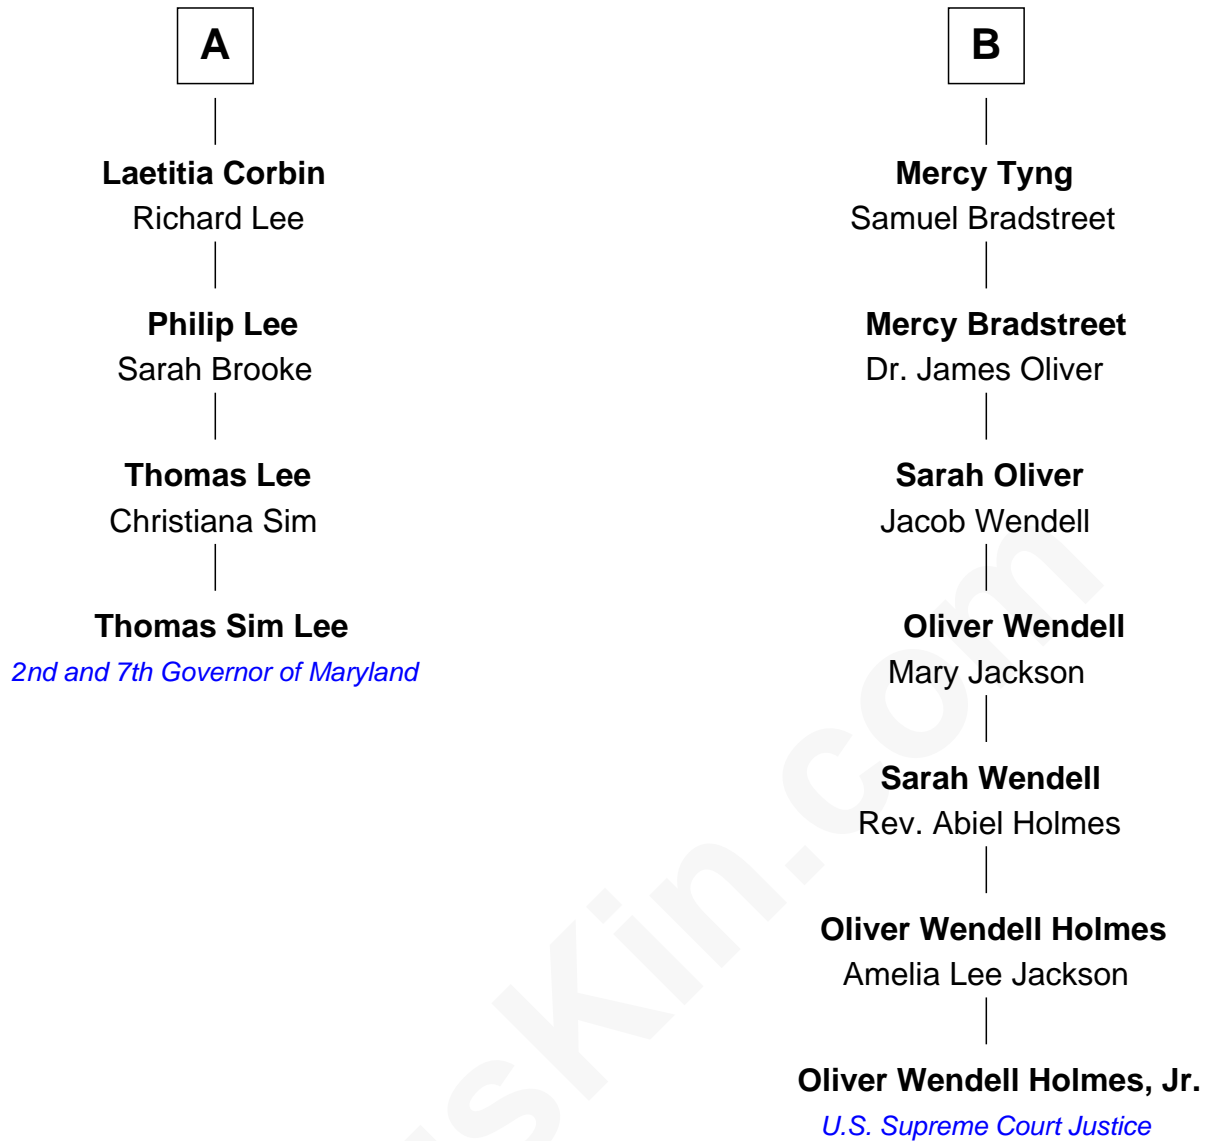 A
Laetitia Corbin
Richard Lee
Philip Lee
Sarah Brooke
Thomas Lee
Christiana Sim
Thomas Sim Lee
2nd and 7th Governor of Maryland
B
Mercy Tyng
Samuel Bradstreet
Mercy Bradstreet
Dr. James Oliver
Sarah Oliver
Jacob Wendell
Oliver Wendell
Mary Jackson
Sarah Wendell
Rev. Abiel Holmes
Oliver Wendell Holmes
Amelia Lee Jackson
Oliver Wendell Holmes, Jr.
U.S. Supreme Court Justice
sKin.com